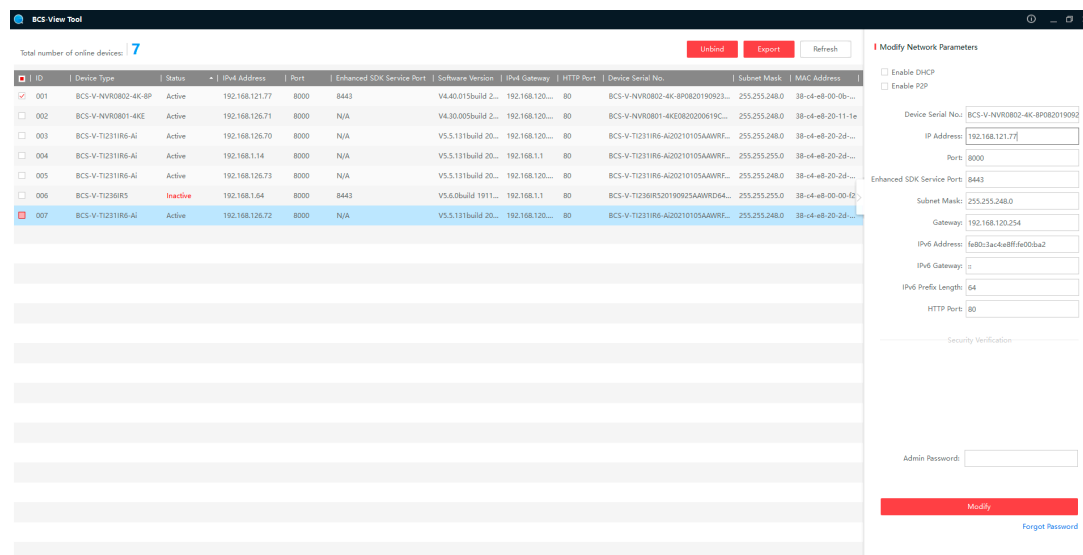 BCS-View Tool
Total number of online devices: 7
Unbind Export Refresh
ID Device Type Status IPv4 Address Port Enhanced SDK Service Port Software Version IPv4 Gateway HTTP Port Device Serial No. Subnet Mask MAC Address
001 BCS-V-NVR0802-4K-8P Active 192.168.121.77 8000 8443 V4.40.015build 2... 192.168.120.... 80 BCS-V-NVR0802-4K-8P0820190923... 255.255.248.0 38-c4-e8-00-0b-...
002 BCS-V-NVR0801-4KE Active 192.168.126.71 8000 N/A V4.30.005build 2... 192.168.120.... 80 BCS-V-NVR0801-4KE0820200619C... 255.255.248.0 38-c4-e8-20-11-1e
003 BCS-V-TI231IR6-Ai Active 192.168.126.70 8000 N/A V5.5.131build 20... 192.168.120.... 80 BCS-V-TI231IR6-Ai20210105AAWRF... 255.255.248.0 38-c4-e8-20-2d-...
004 BCS-V-TI231IR6-Ai Active 192.168.1.14 8000 N/A V5.5.131build 20... 192.168.1.1 80 BCS-V-TI231IR6-Ai20210105AAWRF... 255.255.255.0 38-c4-e8-20-2d-...
005 BCS-V-TI231IR6-Ai Active 192.168.126.73 8000 N/A V5.5.131build 20... 192.168.120.... 80 BCS-V-TI231IR6-Ai20210105AAWRF... 255.255.248.0 38-c4-e8-20-2d-...
006 BCS-V-TI236IR5 Inactive 192.168.1.64 8000 8443 V5.6.0build 1911... 192.168.1.1 80 BCS-V-TI236IR520190925AAWRD64... 255.255.255.0 38-c4-e8-00-00-f2
007 BCS-V-TI231IR6-Ai Active 192.168.126.72 8000 N/A V5.5.131build 20... 192.168.120.... 80 BCS-V-TI231IR6-Ai20210105AAWRF... 255.255.248.0 38-c4-e8-20-2d-...
Modify Network Parameters
Enable DHCP
Enable P2P
Device Serial No.: BCS-V-NVR0802-4K-8P082019092
IP Address: 192.168.121.77
Port: 8000
Enhanced SDK Service Port: 8443
Subnet Mask: 255.255.248.0
Gateway: 192.168.120.254
IPv6 Address: fe80::3ac4:e8ff:fe00:ba2
IPv6 Gateway: ::
IPv6 Prefix Length: 64
HTTP Port: 80
Security Verification
Admin Password:
Modify
Forgot Password